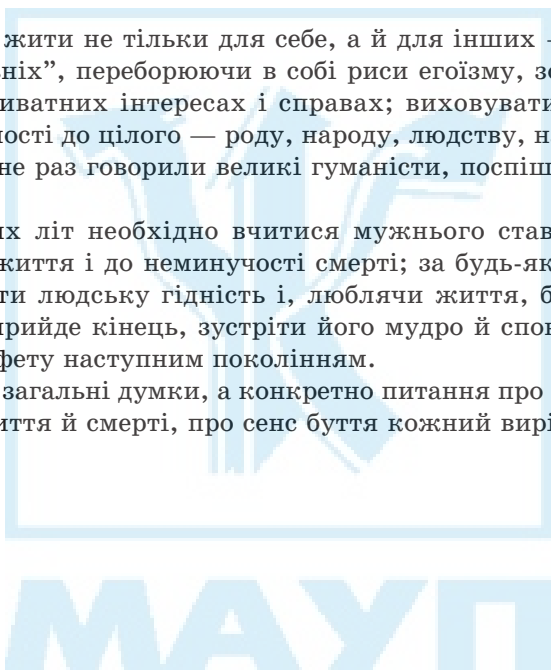 жити не тільки для себе, а й для інших -
ніх”, переборюючи в собі риси егоїзму, з
иватних інтересах і справах; виховувати
ності до цілого — роду, народу, людству, н
не раз говорили великі гуманісти, поспіш
их літ необхідно вчитися мужнього став
життя і до неминучості смерті; за будь-як
ти людську гідність і, люблячи життя, б
прийде кінець, зустріти його мудро й спок
фету наступним поколінням.
загальні думки, а конкретно питання про
иття й смерті, про сенс буття кожний вирі
МАУП